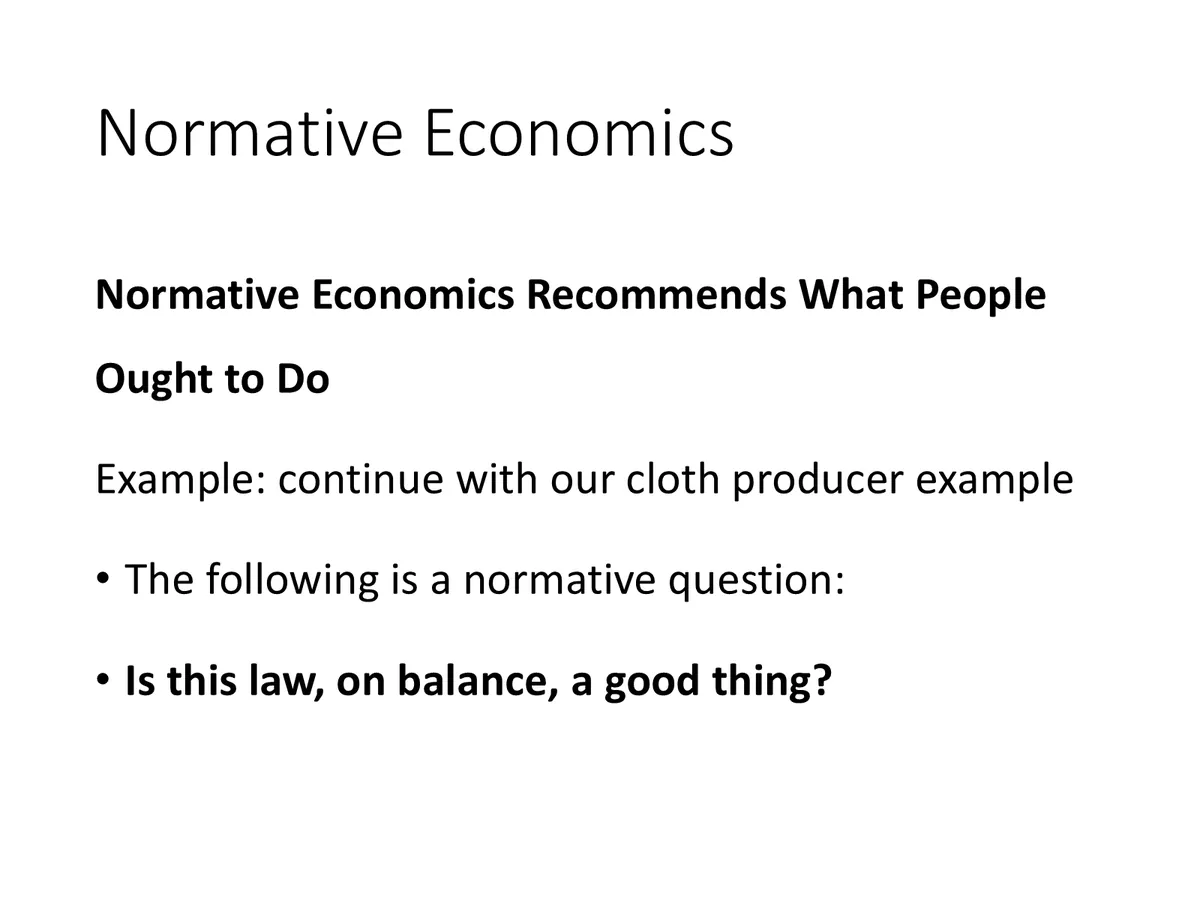 Normative Economics
Normative Economics Recommends What People
Ought to Do
Example: continue with our cloth producer example
• The following is a normative question:
• Is this law, on balance, a good thing?